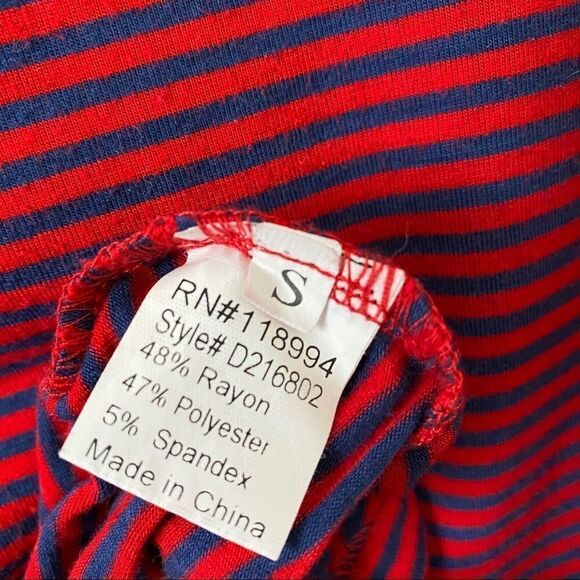 S
RN#118994
Style# D216802
48% Rayon
47% Polyester
5% Spandex
Made in China